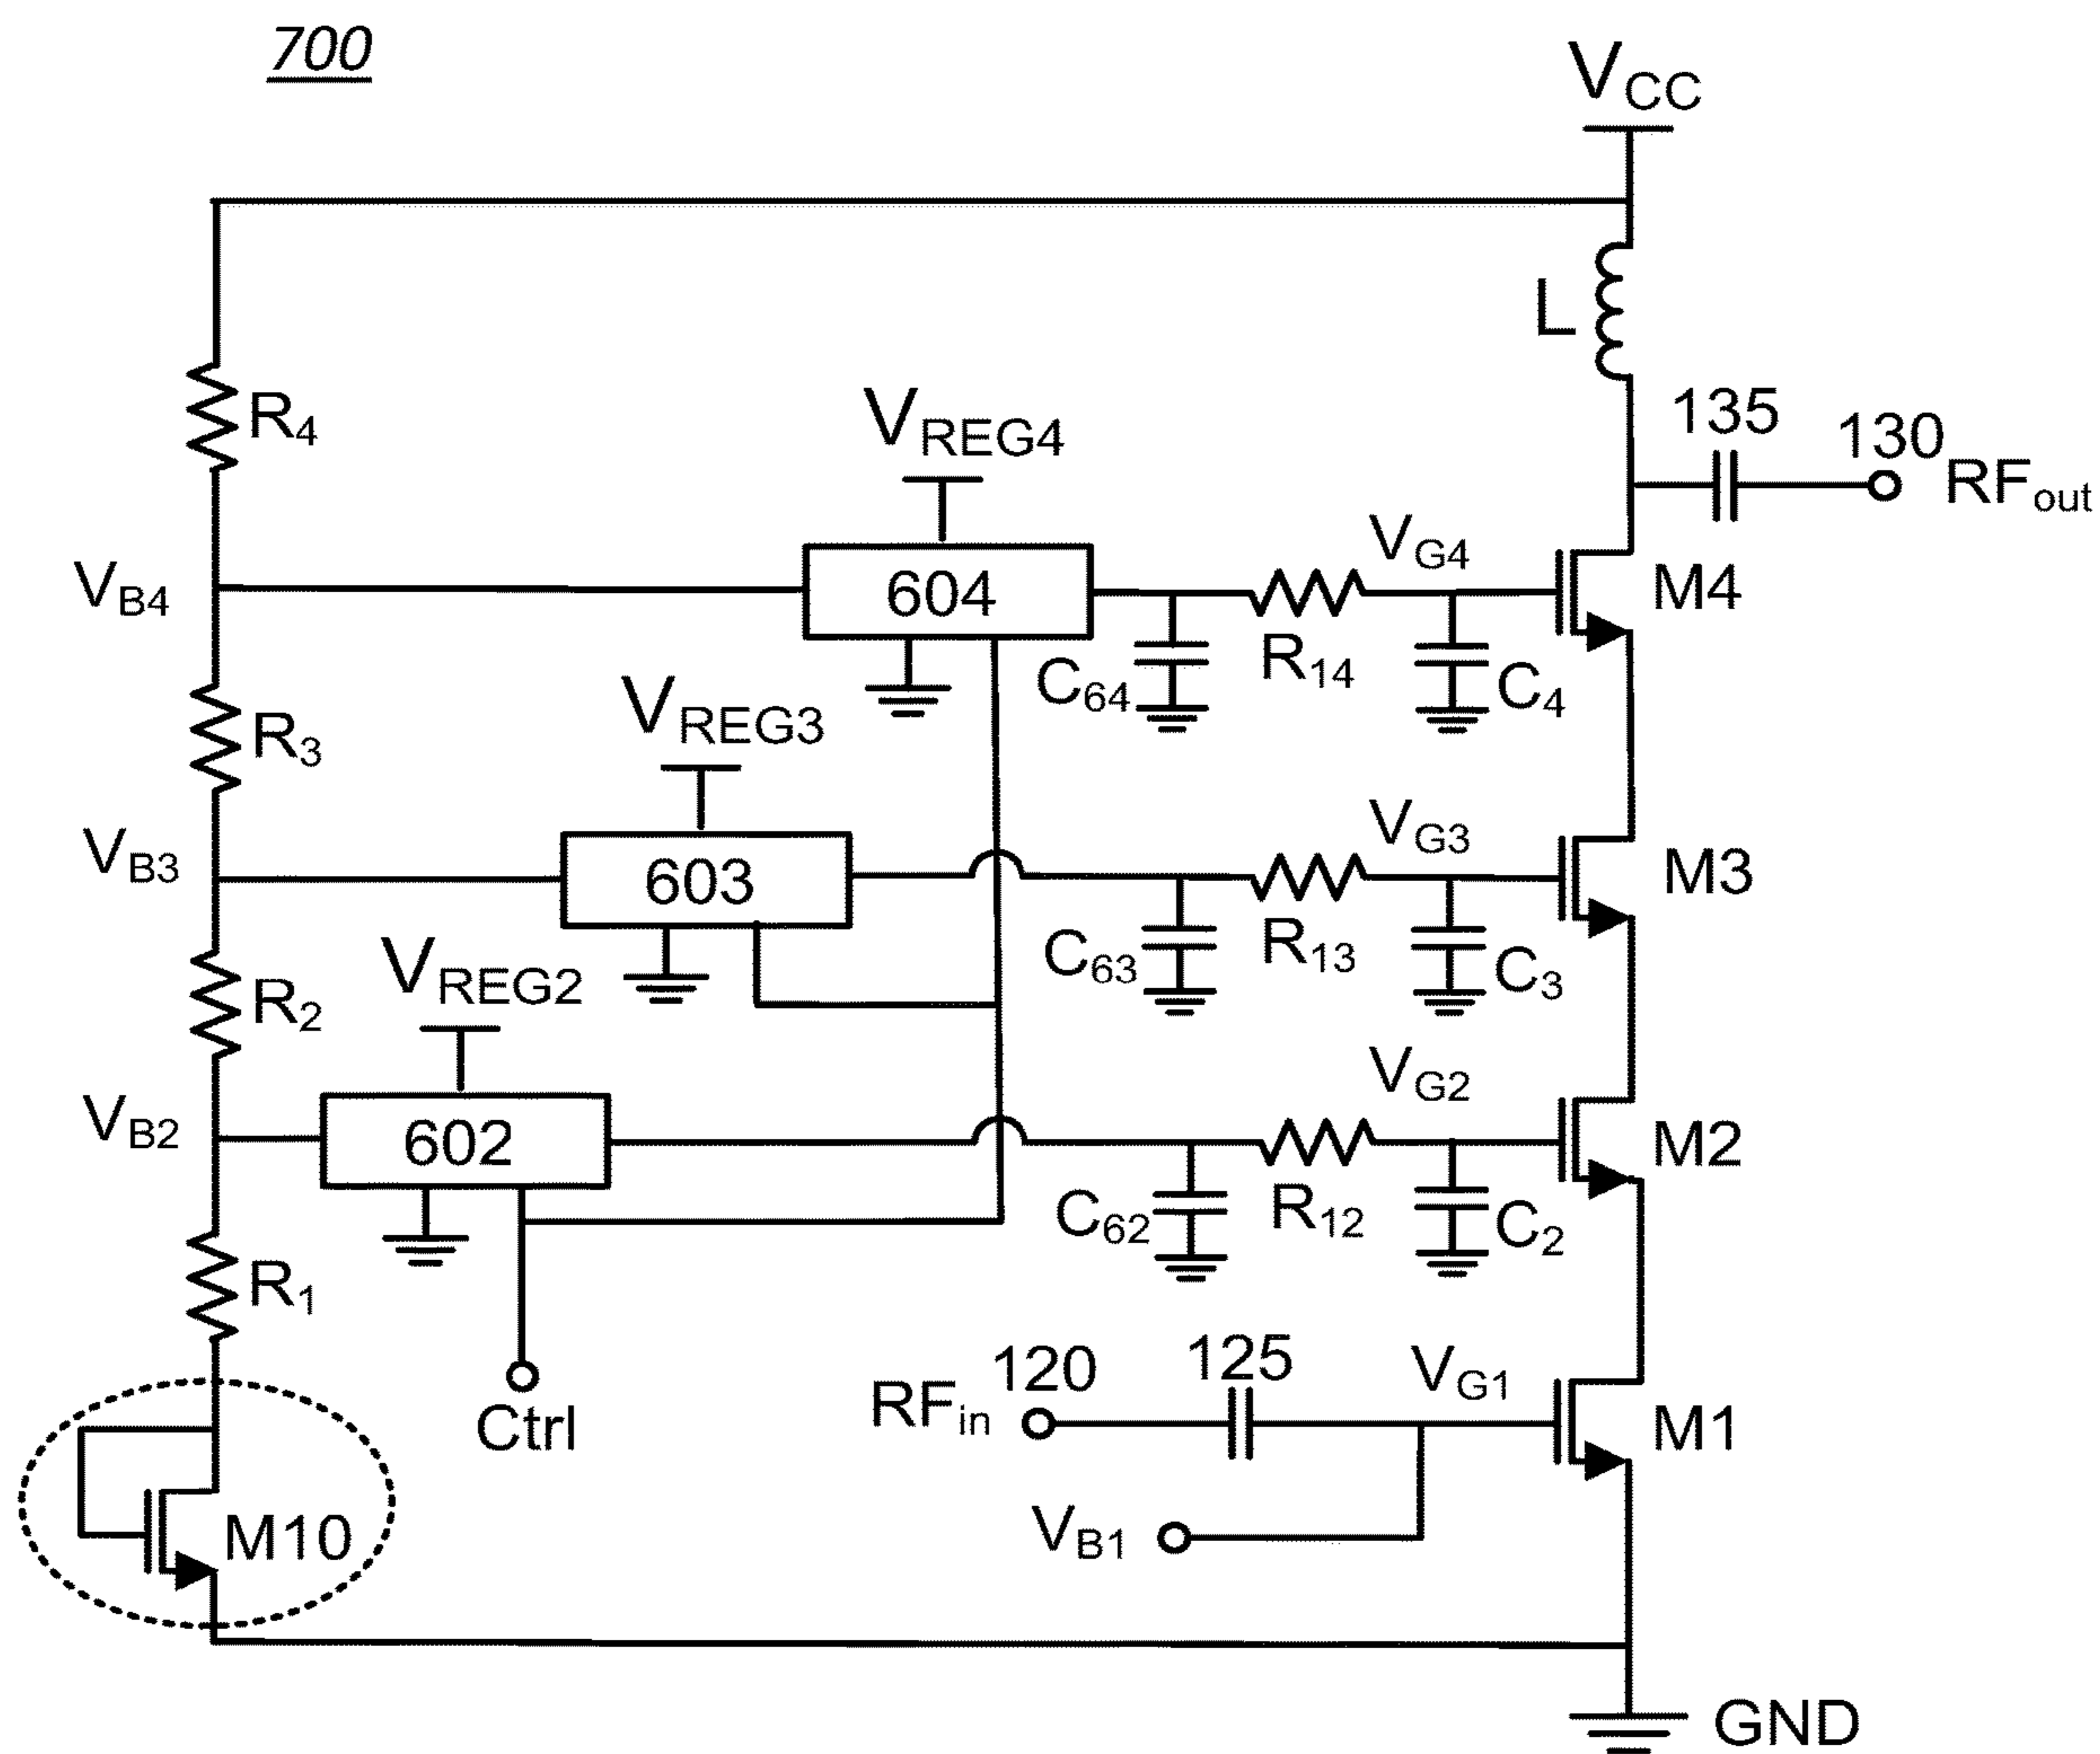 700
VCC
L
R4
135
130
RFout
VREG4
VG4
VB4
604
M4
R14
C64
C4
VREG3
R3
VG3
VB3
603
M3
C63
R13
C3
VREG2
R2
VG2
VB2
602
M2
C62
R12
C2
R1
RFin
120
125
VG1
Ctrl
M1
VB1
M10
GND